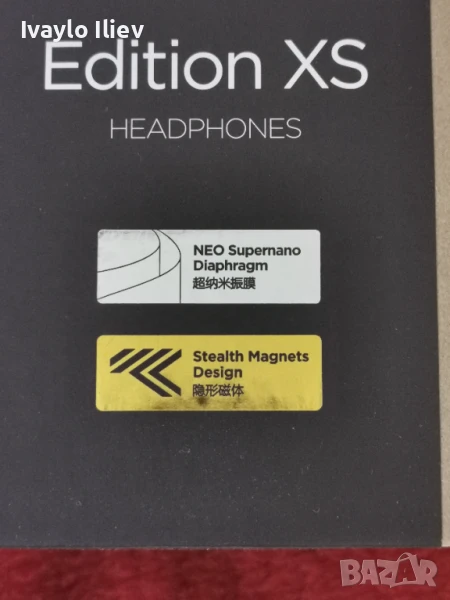 Ivaylo Iliev
Edition XS
HEADPHONES
NEO Supernano
Diaphragm
超纳米振膜
Stealth Magnets
Design
隐形磁体
BAZAR